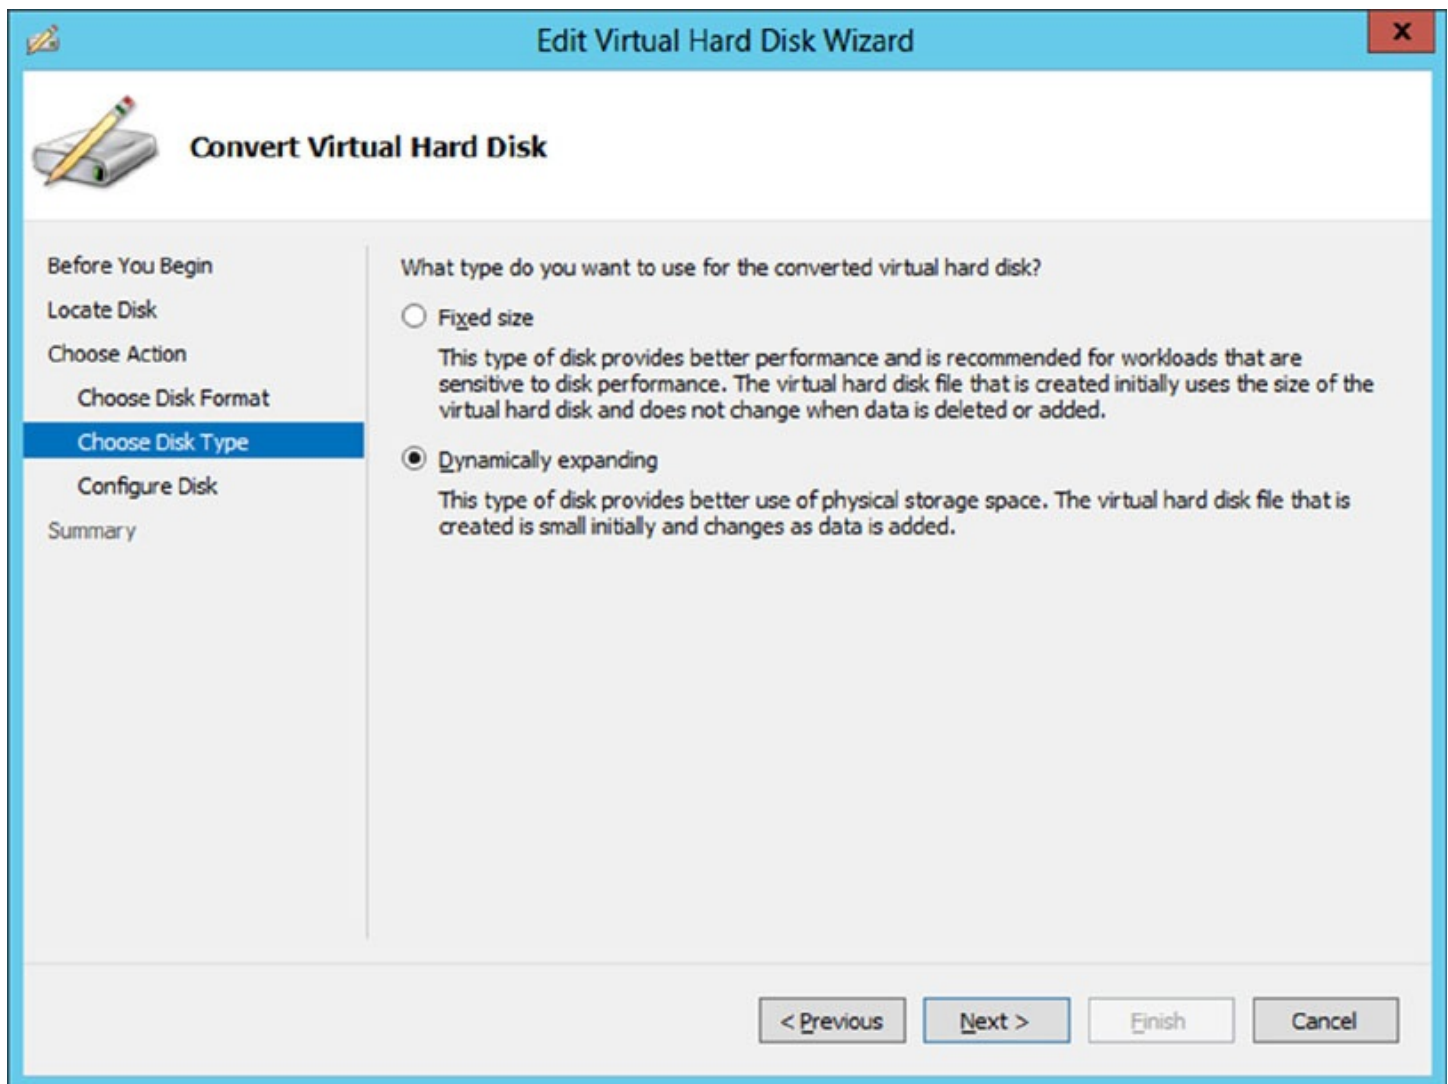 Edit Virtual Hard Disk Wizard
x
Convert Virtual Hard Disk
Before You Begin
Locate Disk
Choose Action
Choose Disk Format
Choose Disk Type
Configure Disk
Summary
What type do you want to use for the converted virtual hard disk?
Fixed size
This type of disk provides better performance and is recommended for workloads that are
sensitive to disk performance. The virtual hard disk file that is created initially uses the size of the
virtual hard disk and does not change when data is deleted or added.
Dynamically expanding
This type of disk provides better use of physical storage space. The virtual hard disk file that is
created is small initially and changes as data is added.
< Previous
Next >
Finish
Cancel